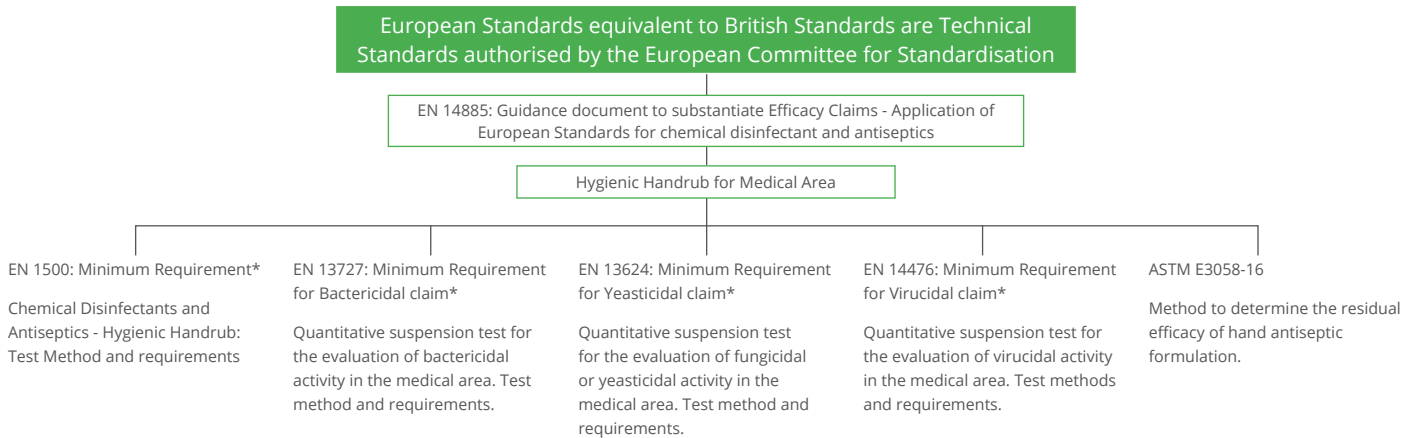 European Standards equivalent to British Standards are Technical
Standards authorised by the European Committee for Standardisation
EN 14885: Guidance document to substantiate Efficacy Claims - Application of
European Standards for chemical disinfectant and antiseptics
Hygienic Handrub for Medical Area
EN 1500: Minimum Requirement*
Chemical Disinfectants and
Antiseptics - Hygienic Handrub:
Test Method and requirements
EN 13727: Minimum Requirement
for Bactericidal claim*
Quantitative suspension test for
the evaluation of bactericidal
activity in the medical area. Test
method and requirements.
EN 13624: Minimum Requirement
for Yeasticidal claim*
Quantitative suspension test
for the evaluation of fungicidal
or yeasticidal activity in the
medical area. Test method and
requirements.
EN 14476: Minimum Requirement
for Virucidal claim*
Quantitative suspension test for
the evaluation of virucidal activity
in the medical area. Test methods
and requirements.
ASTM E3058-16
Method to determine the residual
efficacy of hand antiseptic
formulation.